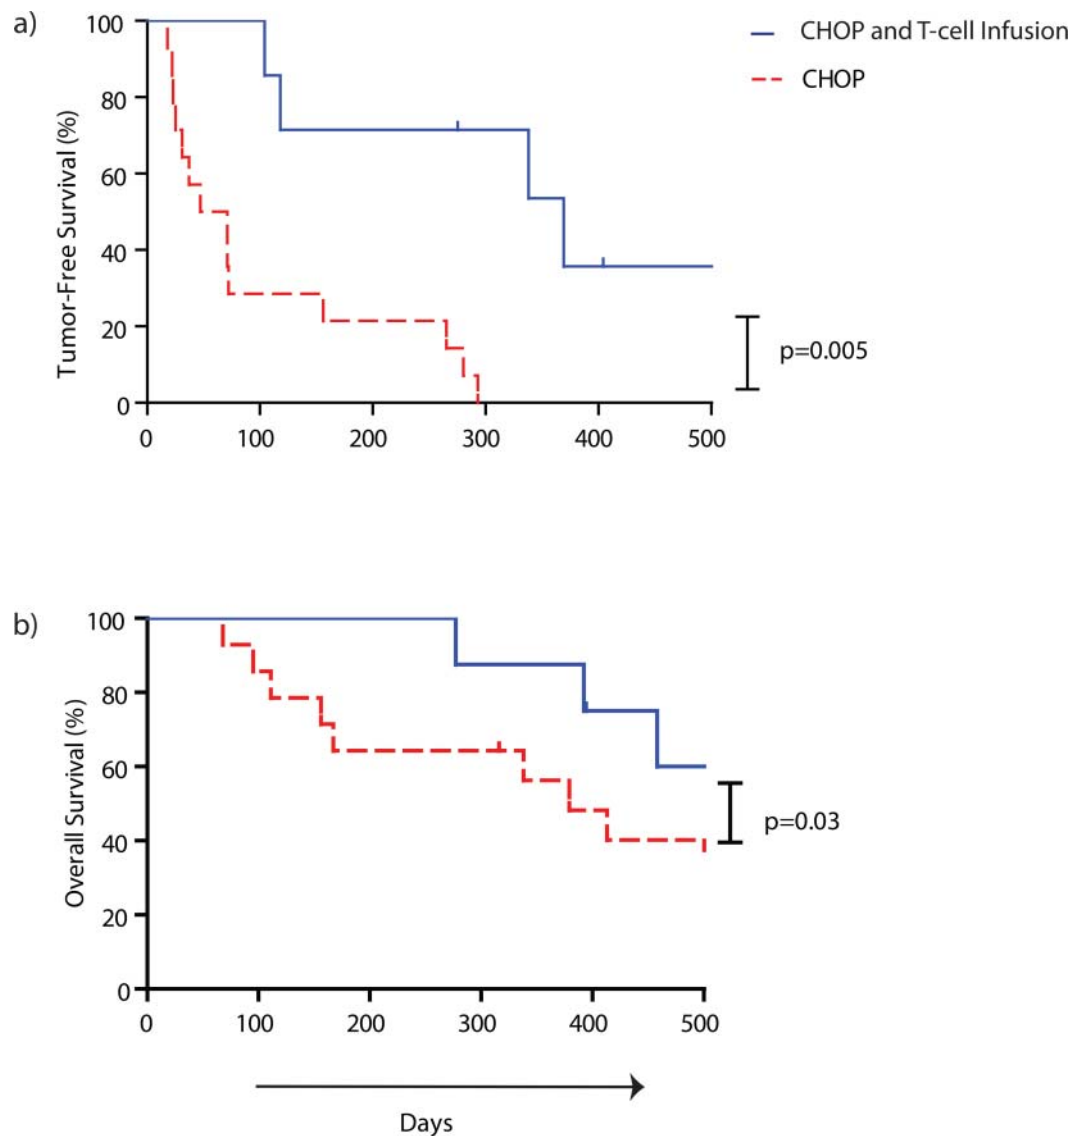 a)
CHOP and T-cell Infusion
CHOP
Tumor-Free Survival (%)
100
80
60
40
20
0
0 100 200 300 400 500
p=0.005
b)
Overall Survival (%)
100
80
60
40
20
0
0 100 200 300 400 500
p=0.03
Days